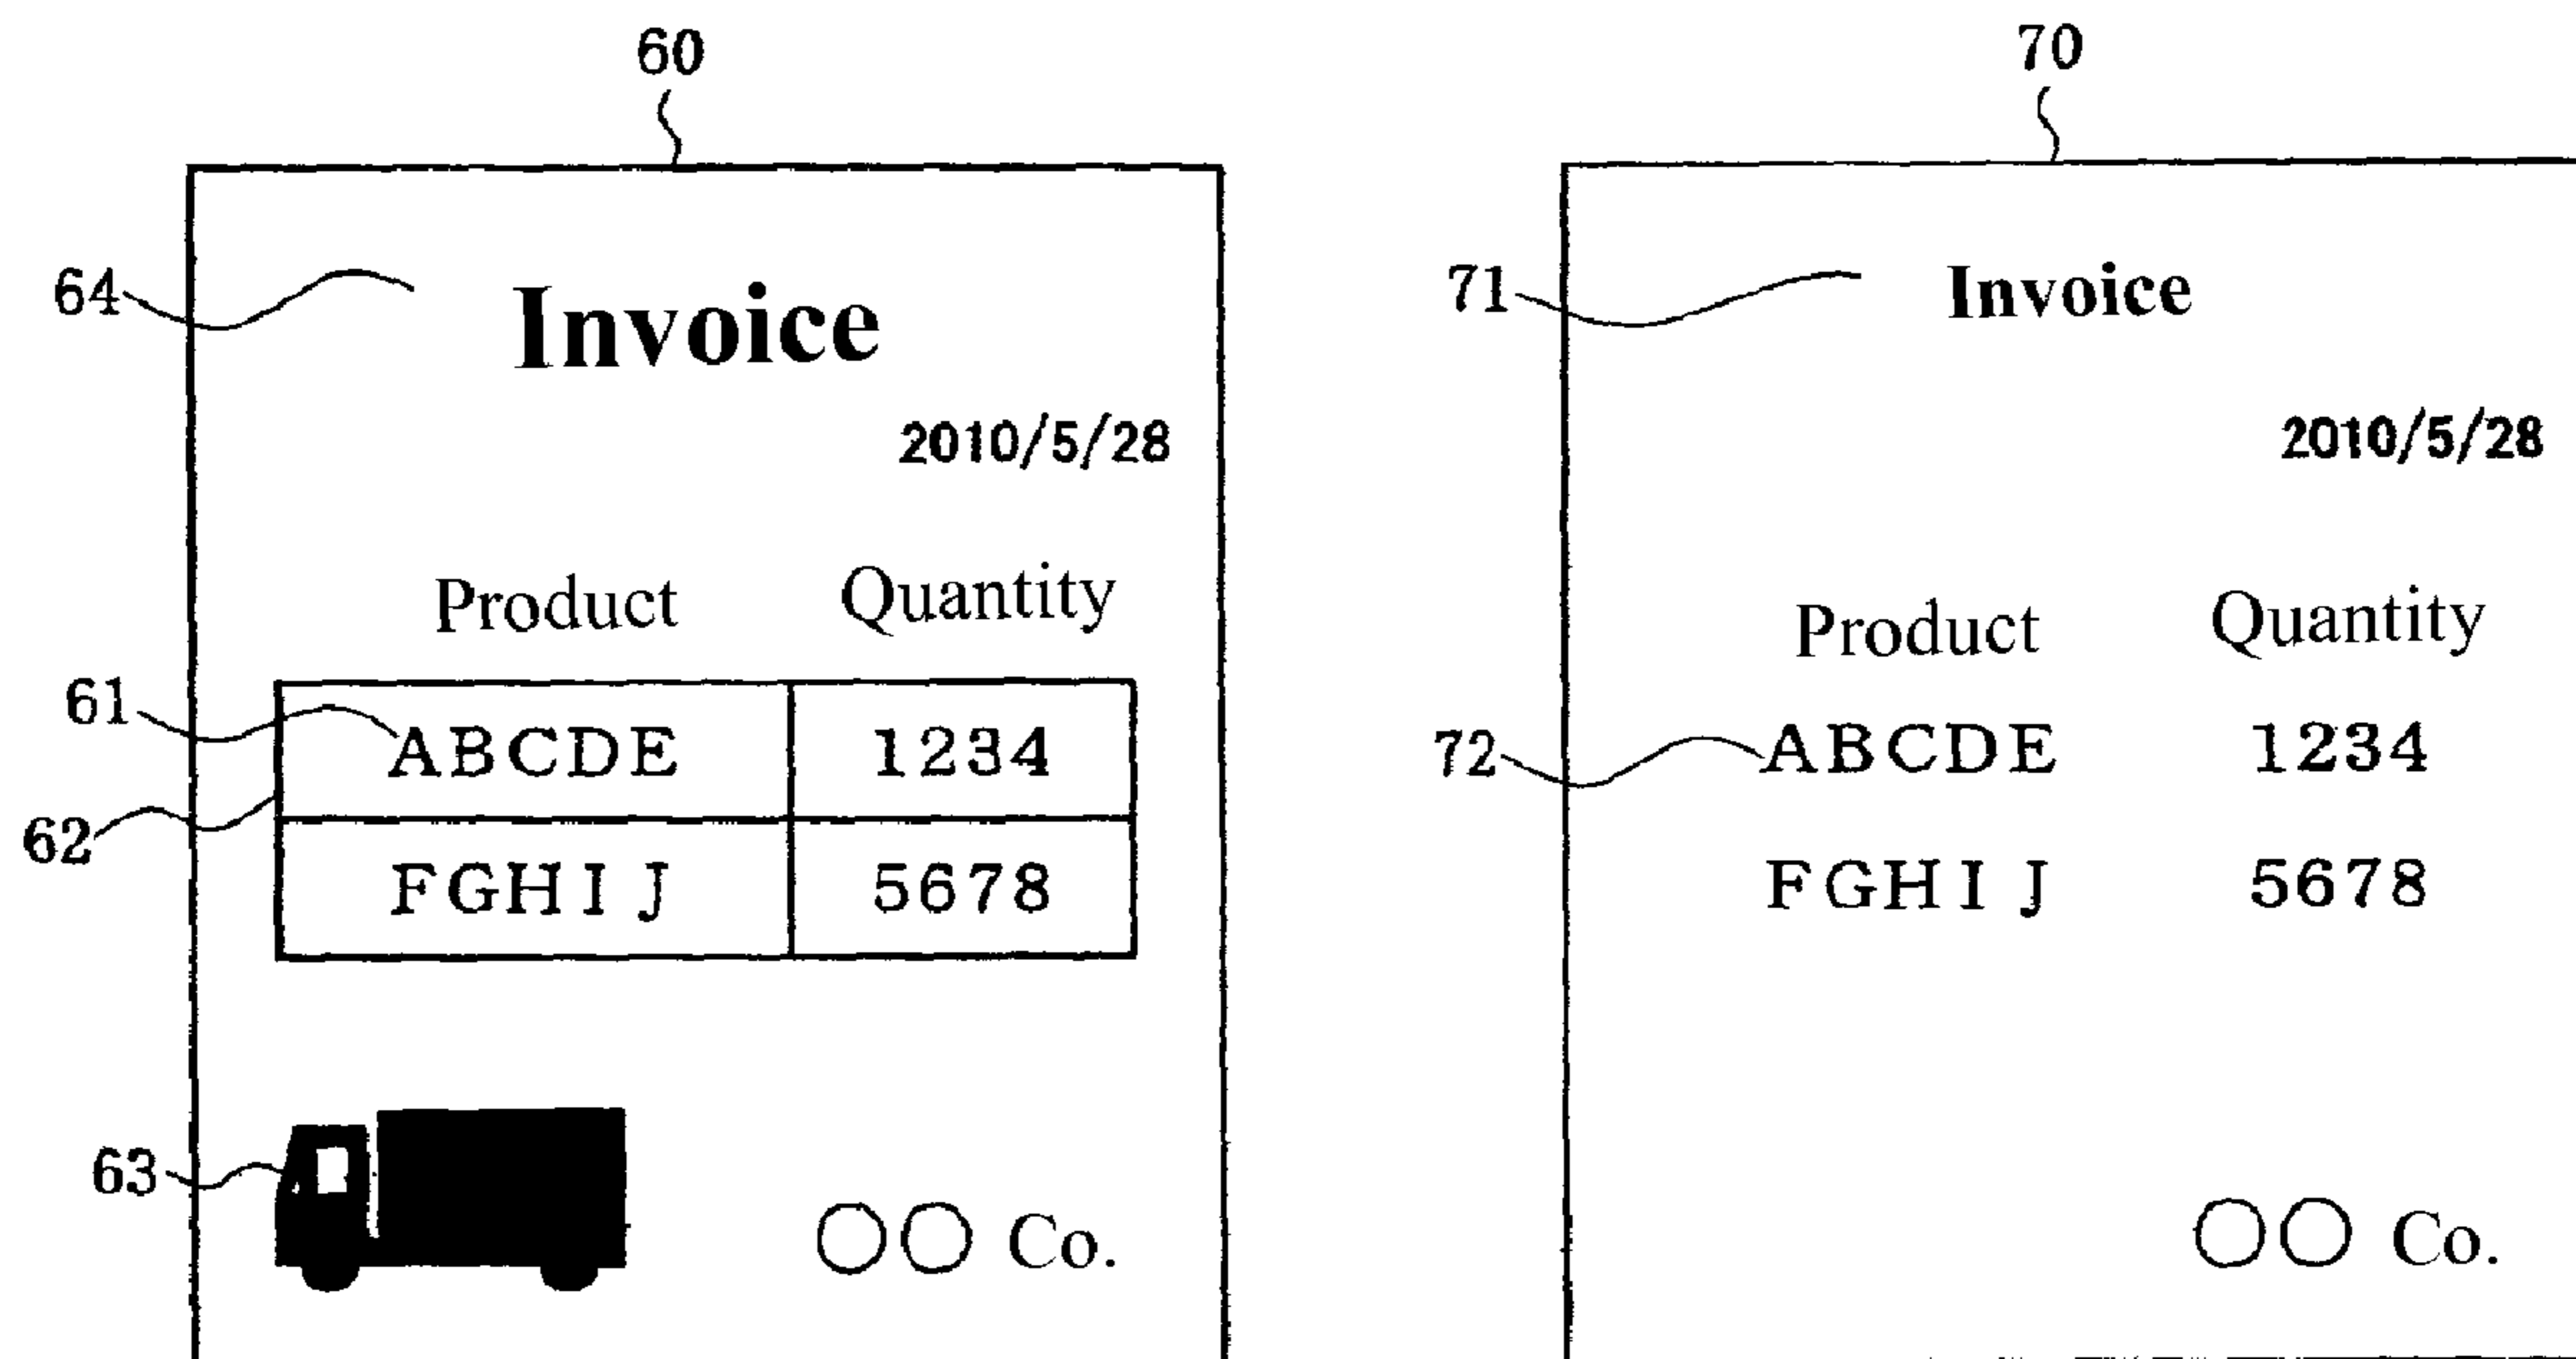 60
64
Invoice
2010/5/28
Product Quantity
61
ABCDE 1234
62
FGHIJ 5678
63
○○ Co.
70
71
Invoice
2010/5/28
Product Quantity
72
ABCDE 1234
FGHIJ 5678
○○ Co.